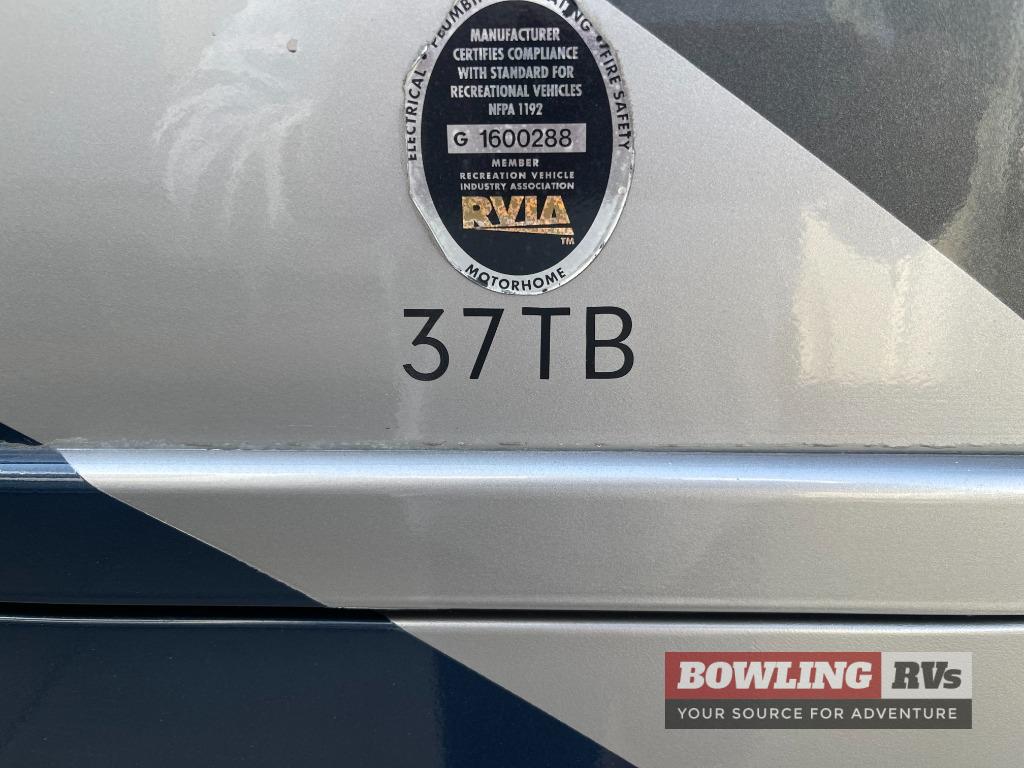 ELECTRICAL • PLUMBING
• FIRE SAFETY
MANUFACTURER
CERTIFIES COMPLIANCE
WITH STANDARD FOR
RECREATIONAL VEHICLES
NFPA 1192
G 1600288
MEMBER
RECREATION VEHICLE
INDUSTRY ASSOCIATION
RVIA
TM
MOTORHOME
37TB
BOWLING RVs
YOUR SOURCE FOR ADVENTURE